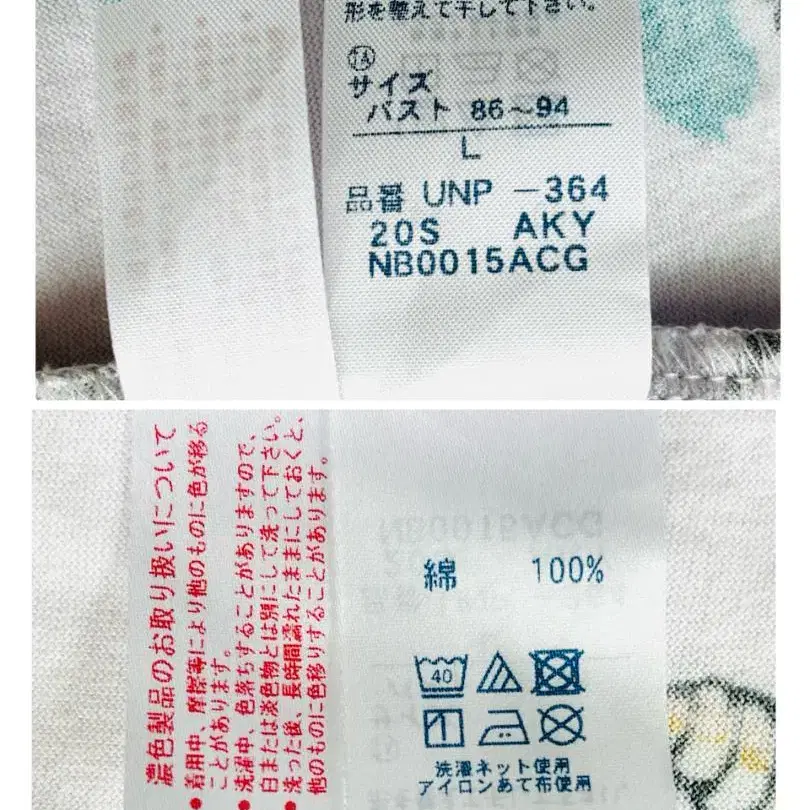 形を整えて干して下さい。
1A
サイズ
バスト 86～94
L
品番 UNP －364
20S AKY
NB0015ACG
濃色製品のお取り扱いについて
●着用中、摩擦等により他のものに色が移る
ことがあります。
●洗濯中、色落ちすることがありますので、
白または淡色物とは別にして洗って下さい。
●洗った後、長時間濡れたままにしておくと、
他のものに色移りすることがあります。
NB0015ACG
綿 100%
40
洗濯ネット使用
アイロンあて布使用